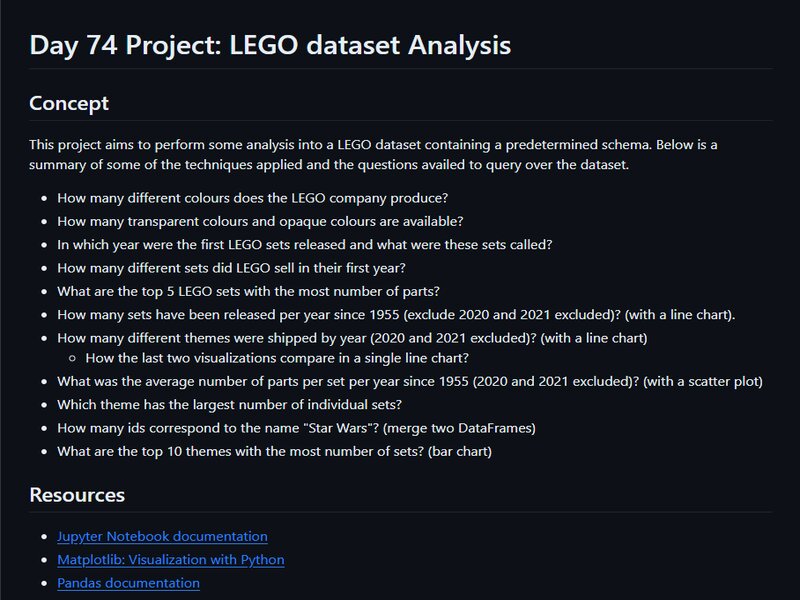 Day 74 Project: LEGO dataset Analysis
Concept
This project aims to perform some analysis into a LEGO dataset containing a predetermined schema. Below is a
summary of some of the techniques applied and the questions availed to query over the dataset.
How many different colours does the LEGO company produce?
How many transparent colours and opaque colours are available?
In which year were the first LEGO sets released and what were these sets called?
How many different sets did LEGO sell in their first year?
What are the top 5 LEGO sets with the most number of parts?
How many sets have been released per year since 1955 (exclude 2020 and 2021 excluded)? (with a line chart).
How many different themes were shipped by year (2020 and 2021 excluded)? (with a line chart)
How the last two visualizations compare in a single line chart?
What was the average number of parts per set per year since 1955 (2020 and 2021 excluded)? (with a scatter plot)
Which theme has the largest number of individual sets?
How many ids correspond to the name "Star Wars"? (merge two DataFrames)
What are the top 10 themes with the most number of sets? (bar chart)
Resources
Jupyter Notebook documentation
Matplotlib: Visualization with Python
Pandas documentation